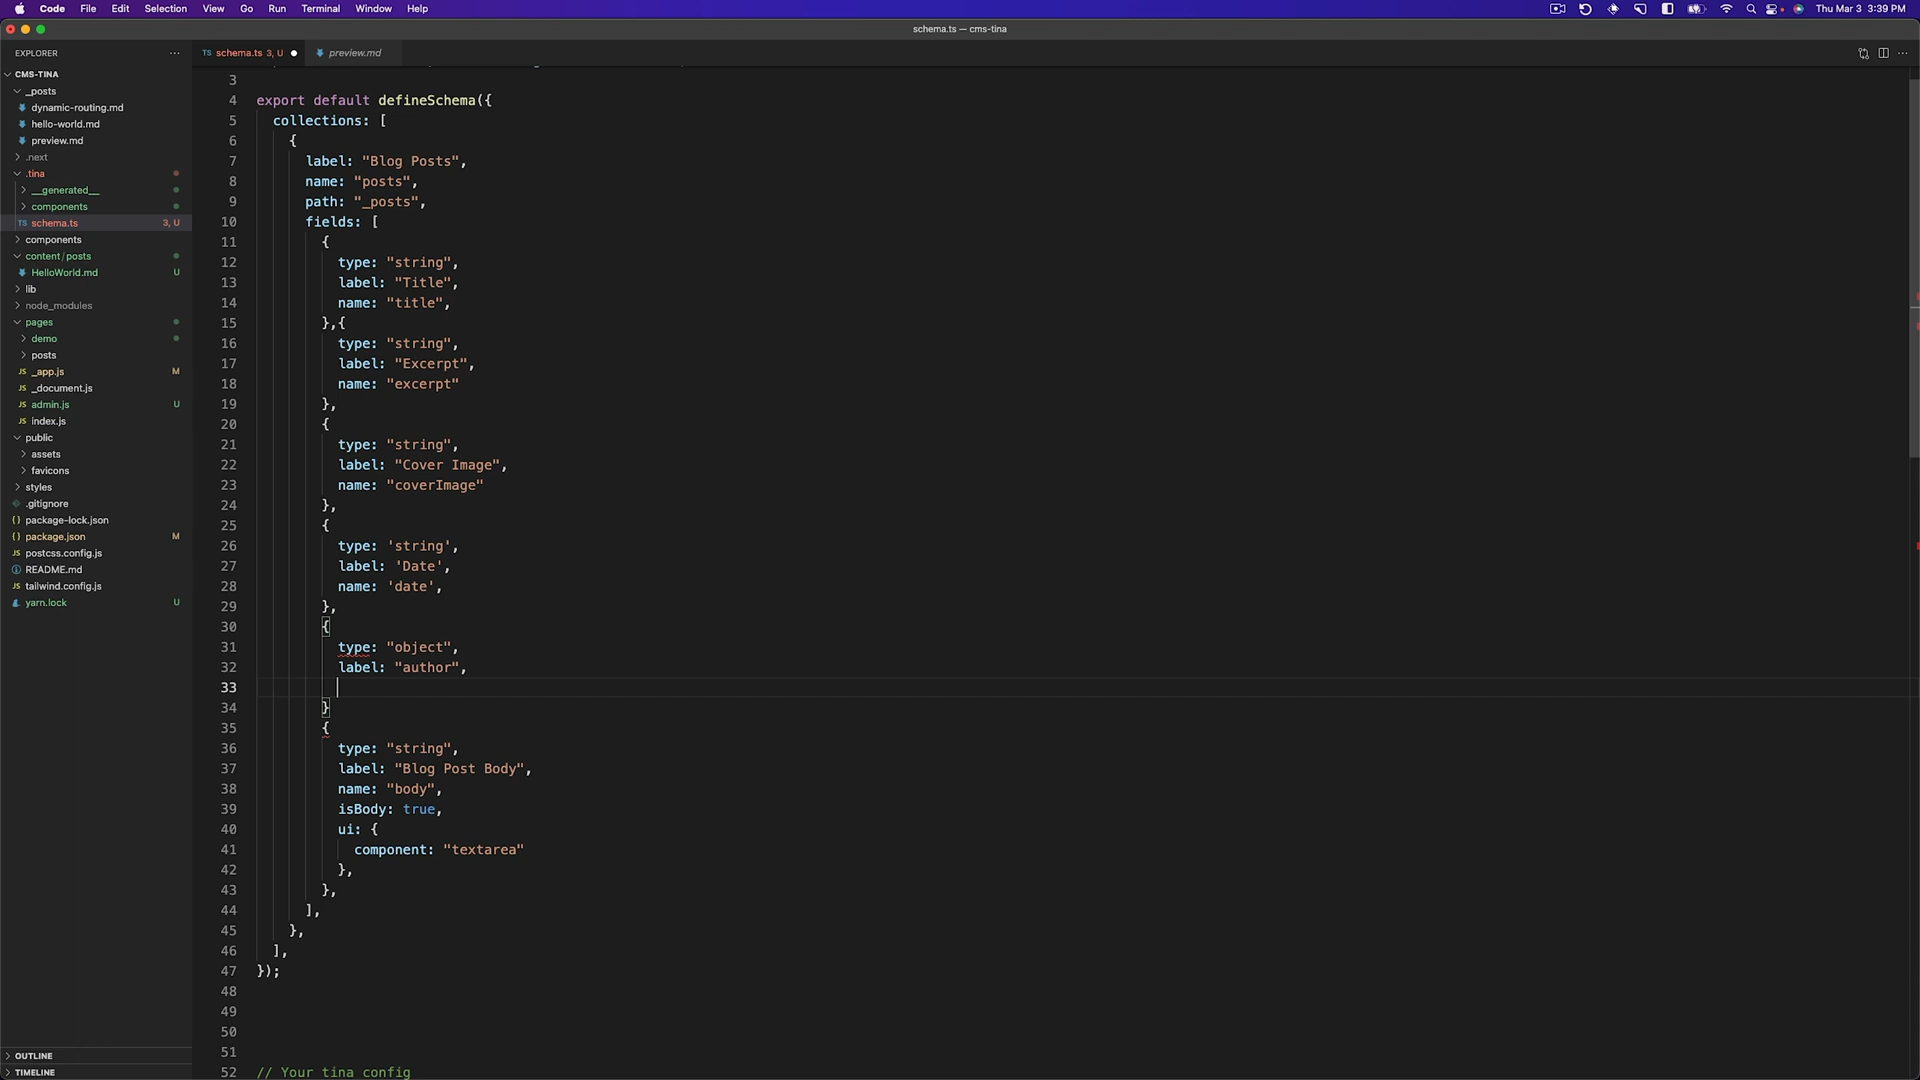 Code File Edit Selection View Go Run Terminal Window Help Thu Mar 3 3:39 PM
schema.ts — cms-tina
EXPLORER
TS schema.ts 3, U
preview.md
CMS-TINA
_posts
dynamic-routing.md
hello-world.md
preview.md
.next
.tina
__generated__
components
TS schema.ts 3, U
components
content/posts
HelloWorld.md U
lib
node_modules
pages
demo
posts
JS _app.js M
JS _document.js
JS admin.js U
JS index.js
public
assets
favicons
styles
.gitignore
{} package-lock.json
{} package.json M
JS postcss.config.js
README.md
JS tailwind.config.js
yarn.lock U
OUTLINE
TIMELINE
3
4 export default defineSchema({
5 collections: [
6 {
7 label: "Blog Posts",
8 name: "posts",
9 path: "_posts",
10 fields: [
11 {
12 type: "string",
13 label: "Title",
14 name: "title",
15 },{
16 type: "string",
17 label: "Excerpt",
18 name: "excerpt"
19 },
20 {
21 type: "string",
22 label: "Cover Image",
23 name: "coverImage"
24 },
25 {
26 type: 'string',
27 label: 'Date',
28 name: 'date',
29 },
30 {
31 type: "object",
32 label: "author",
33
34 }
35 {
36 type: "string",
37 label: "Blog Post Body",
38 name: "body",
39 isBody: true,
40 ui: {
41 component: "textarea"
42 },
43 },
44 ],
45 },
46 ],
47 });
48
49
50
51
52 // Your tina config